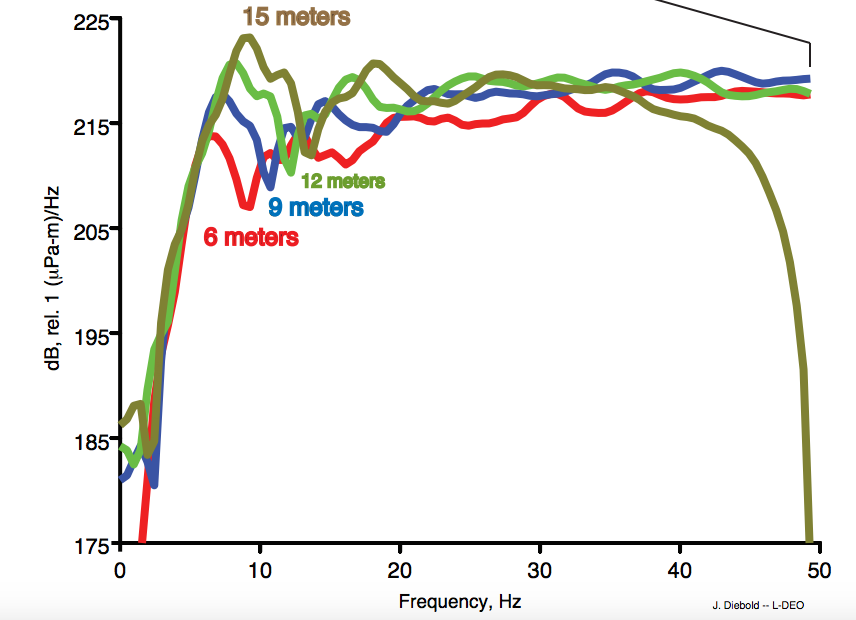 225
15 meters
215
12 meters
9 meters
205
6 meters
dB, rel. 1 (μPa-m)/Hz
195
185
175
0 10 20 30 40 50
Frequency, Hz
J. Diebold -- L-DEO